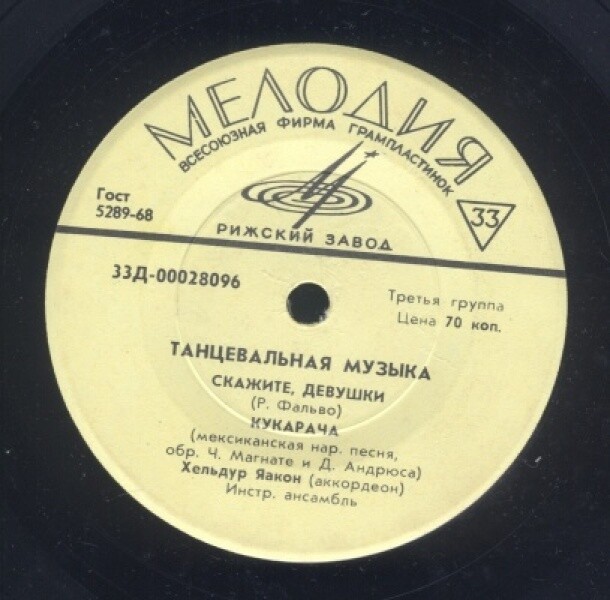 МЕЛОДИЯ
ВСЕСОЮЗНАЯ ФИРМА ГРАМПЛАСТИНОК
Гост
5289-68
33
РИЖСКИЙ ЗАВОД
33Д-00028096
Третья группа
Цена 70 коп.
ТАНЦЕВАЛЬНАЯ МУЗЫКА
СКАЖИТЕ, ДЕВУШКИ
(Р. Фальво)
КУКАРАЧА
(мексиканская нар. песня,
обр. Ч. Магнате и Д. Андрюса)
Хельдур Яакон (аккордеон)
Инстр. ансамбль